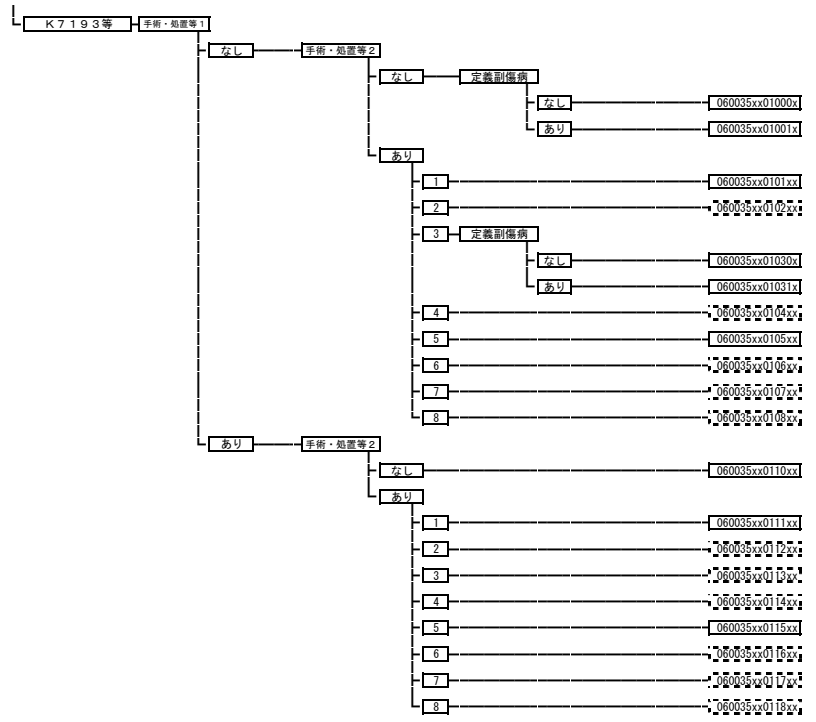 K7193等 手術・処置等1
なし 手術・処置等2
なし 定義副傷病
なし 060035xx01000x
あり 060035xx01001x
あり
1 060035xx0101xx
2 060035xx0102xx
3 定義副傷病
なし 060035xx01030x
あり 060035xx01031x
4 060035xx0104xx
5 060035xx0105xx
6 060035xx0106xx
7 060035xx0107xx
8 060035xx0108xx
あり 手術・処置等2
なし 060035xx0110xx
あり
1 060035xx0111xx
2 060035xx0112xx
3 060035xx0113xx
4 060035xx0114xx
5 060035xx0115xx
6 060035xx0116xx
7 060035xx0117xx
8 060035xx0118xx